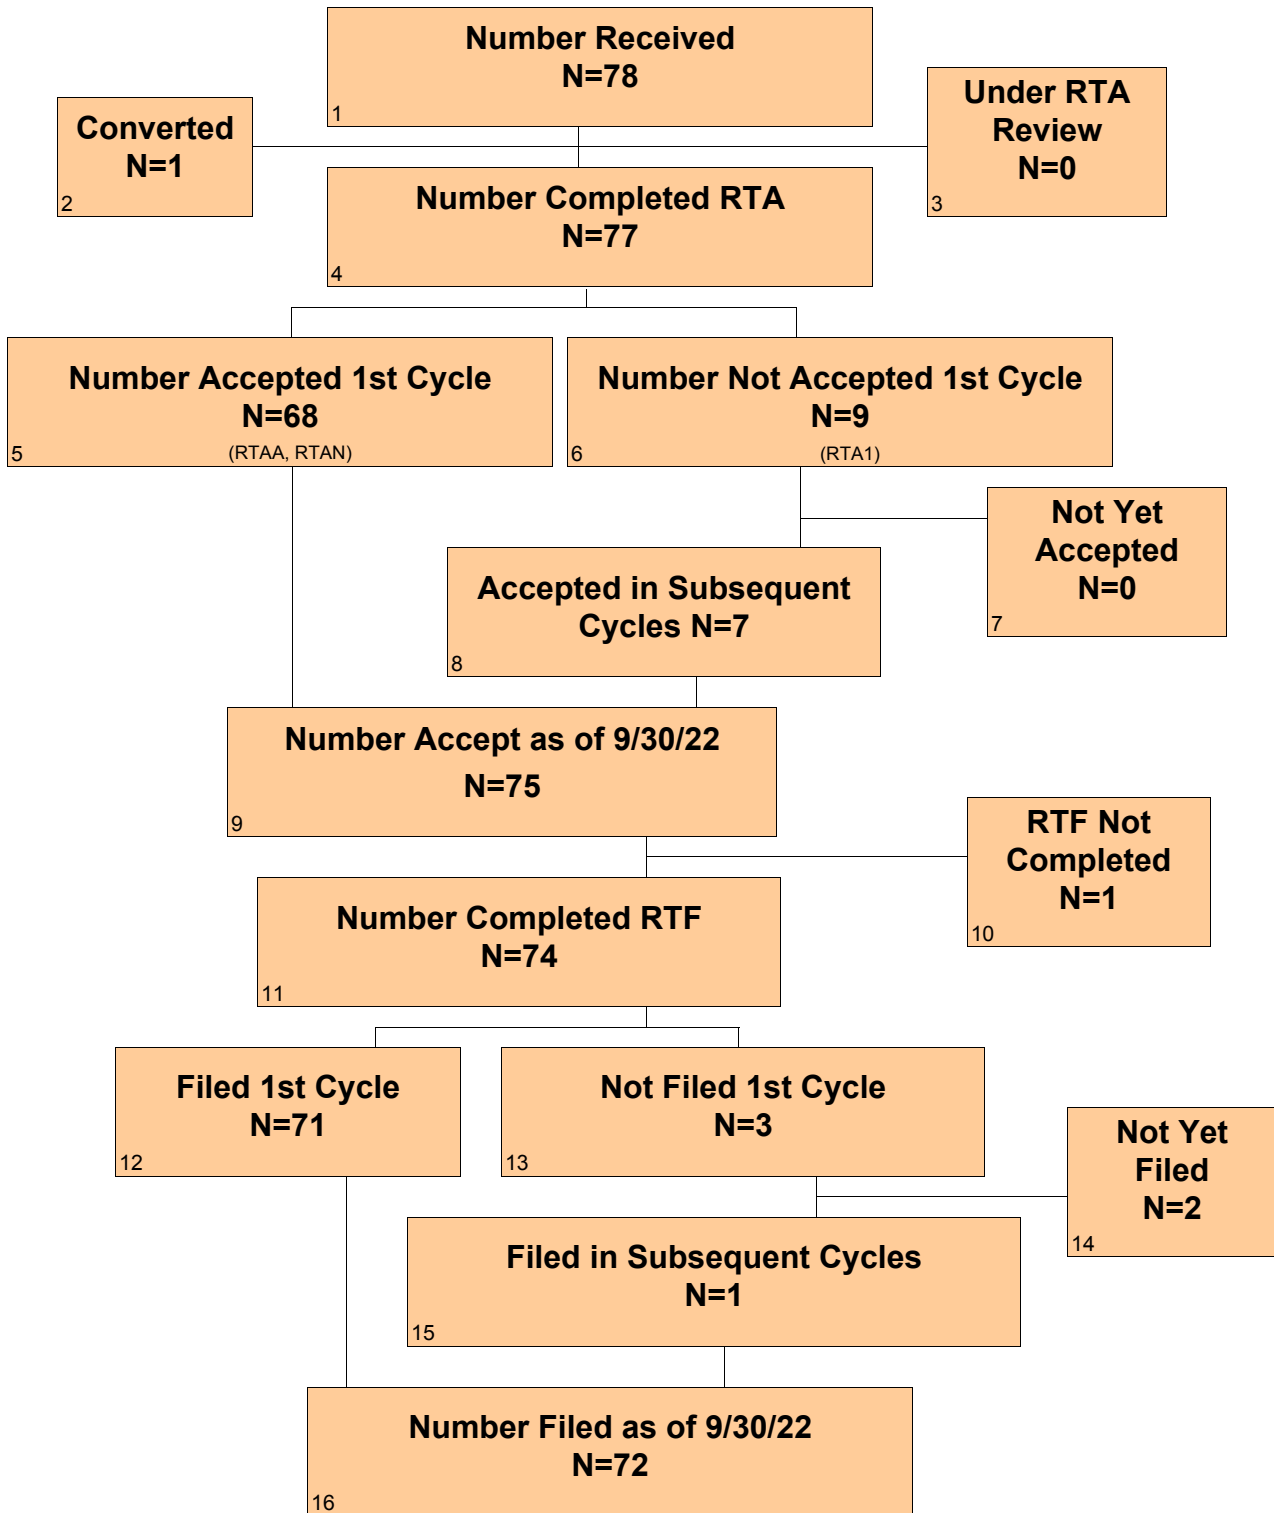 Number Received
N=78
1
Converted
N=1
2
Under RTA
Review
N=0
3
Number Completed RTA
N=77
4
Number Accepted 1st Cycle
N=68
(RTAA, RTAN)
5
Number Not Accepted 1st Cycle
N=9
(RTA1)
6
Not Yet
Accepted
N=0
7
Accepted in Subsequent
Cycles N=7
8
Number Accept as of 9/30/22
N=75
9
RTF Not
Completed
N=1
10
Number Completed RTF
N=74
11
Filed 1st Cycle
N=71
12
Not Filed 1st Cycle
N=3
13
Not Yet
Filed
N=2
14
Filed in Subsequent Cycles
N=1
15
Number Filed as of 9/30/22
N=72
16